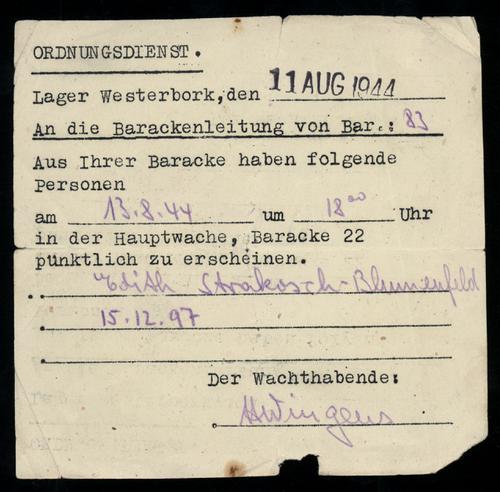 ORDNUNGSDIENST.
Lager Westerbork, den 11 AUG 1944
An die Barackenleitung von Bar.: 83
Aus Ihrer Baracke haben folgende
Personen
am 13.8.44 um 18⁰⁰ Uhr
in der Hauptwache, Baracke 22
pünktlich zu erscheinen.
Edith Strakosch-Blumenfeld
15.12.97
Der Wachthabende:
HWingens